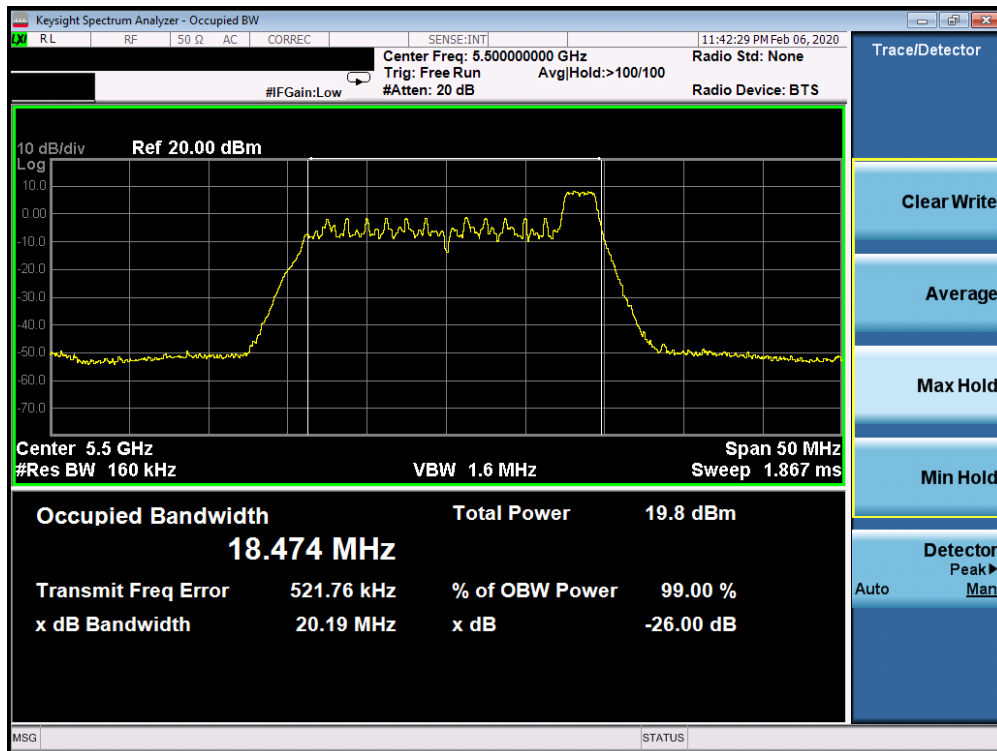 Keysight Spectrum Analyzer - Occupied BW
LXI RL RF 50 Ω AC CORREC SENSE:INT 11:42:29 PM Feb 06, 2020
Center Freq: 5.500000000 GHz Radio Std: None
Trig: Free Run Avg|Hold:>100/100
#IFGain:Low #Atten: 20 dB Radio Device: BTS
10 dB/div Ref 20.00 dBm
Log
10.0
0.00
-10.0
-20.0
-30.0
-40.0
-50.0
-60.0
-70.0
Center 5.5 GHz Span 50 MHz
#Res BW 160 kHz VBW 1.6 MHz Sweep 1.867 ms
Occupied Bandwidth Total Power 19.8 dBm
18.474 MHz
Transmit Freq Error 521.76 kHz % of OBW Power 99.00 %
x dB Bandwidth 20.19 MHz x dB -26.00 dB
MSG STATUS
Trace/Detector
Clear Write
Average
Max Hold
Min Hold
Detector
Peak▶
Auto Man